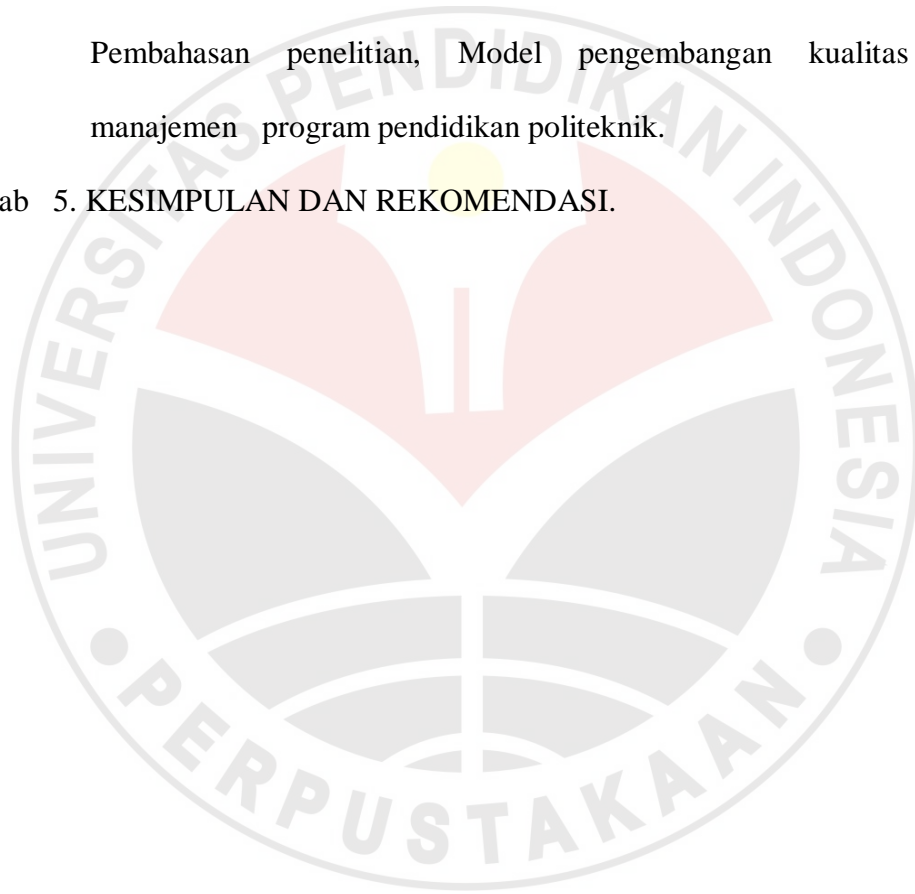 Pembahasan penelitian, Model pengembangan kualitas
manajemen program pendidikan politeknik.
ab 5. KESIMPULAN DAN REKOMENDASI.
UNIVERSITAS PENDIDIKAN INDONESIA
PERPUSTAKAAN